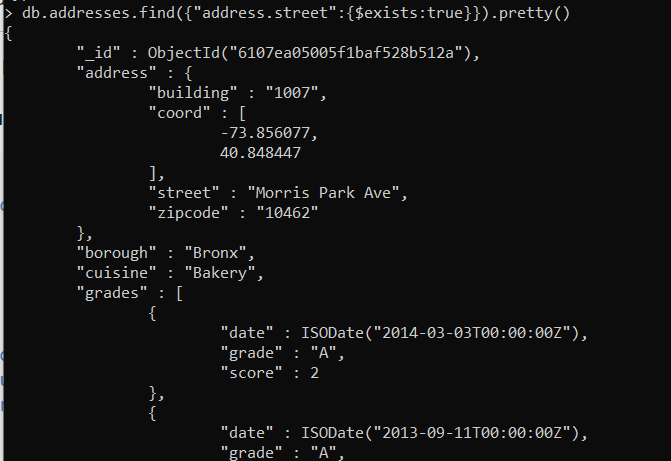 > db.addresses.find({"address.street":{$exists:true}}).pretty()
{
"_id" : ObjectId("6107ea05005f1baf528b512a"),
"address" : {
"building" : "1007",
"coord" : [
-73.856077,
40.848447
],
"street" : "Morris Park Ave",
"zipcode" : "10462"
},
"borough" : "Bronx",
"cuisine" : "Bakery",
"grades" : [
{
"date" : ISODate("2014-03-03T00:00:00Z"),
"grade" : "A",
"score" : 2
},
{
"date" : ISODate("2013-09-11T00:00:00Z"),
"grade" : "A",